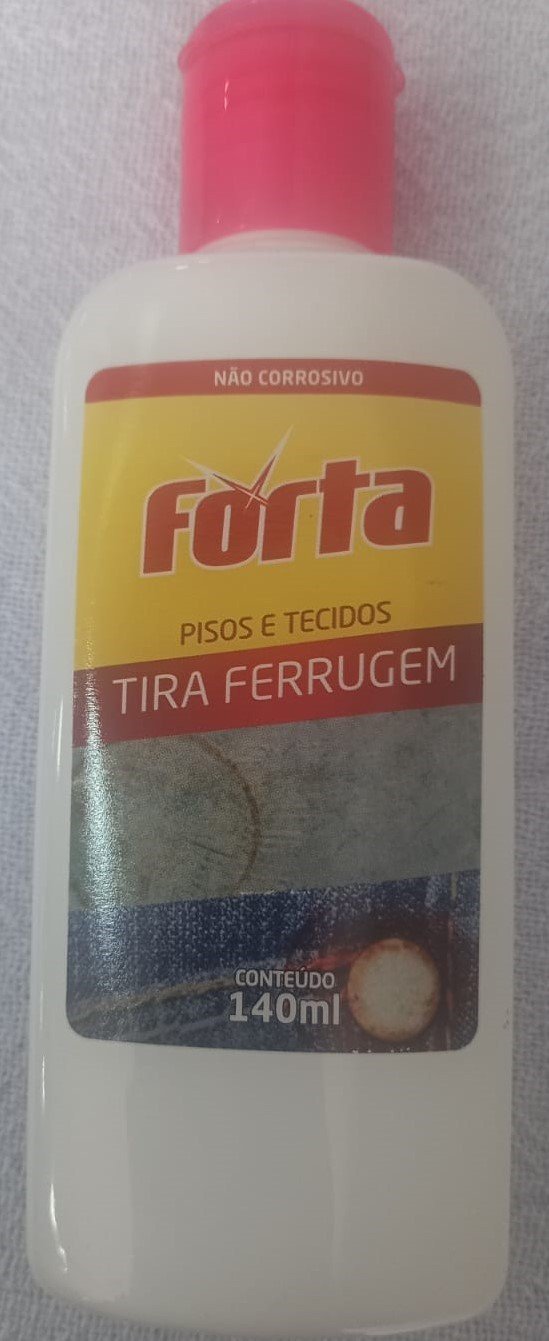 NÃO CORROSIVO
Forta
PISOS E TECIDOS
TIRA FERRUGEM
CONTEÚDO
140ml